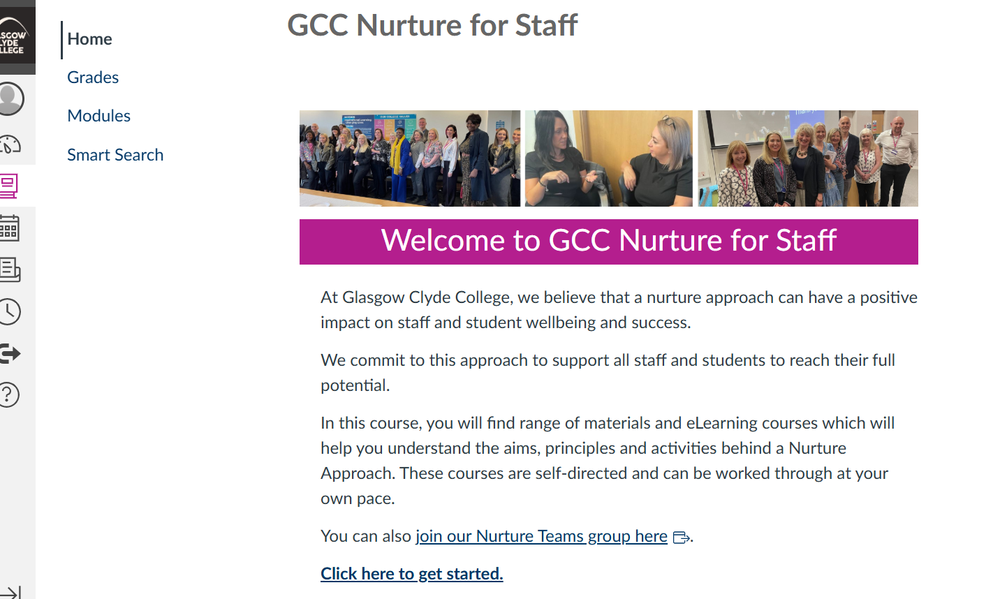 GCC Nurture for Staff
Home
Grades
Modules
Smart Search
OUR COLLEGE VALUES
Welcome to GCC Nurture for Staff
At Glasgow Clyde College, we believe that a nurture approach can have a positive
impact on staff and student wellbeing and success.
We commit to this approach to support all staff and students to reach their full
potential.
In this course, you will find range of materials and eLearning courses which will
help you understand the aims, principles and activities behind a Nurture
Approach. These courses are self-directed and can be worked through at your
own pace.
You can also join our Nurture Teams group here.
Click here to get started.